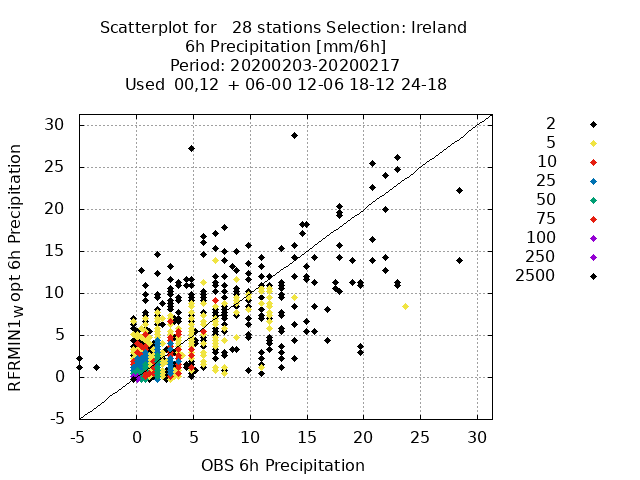 Scatterplot for 28 stations Selection: Ireland
6h Precipitation [mm/6h]
Period: 20200203-20200217
Used 00,12 + 06-00 12-06 18-12 24-18
RFRMIN1_W opt 6h Precipitation
30
25
20
15
10
5
0
-5
-5 0 5 10 15 20 25 30
OBS 6h Precipitation
2
5
10
25
50
75
100
250
2500